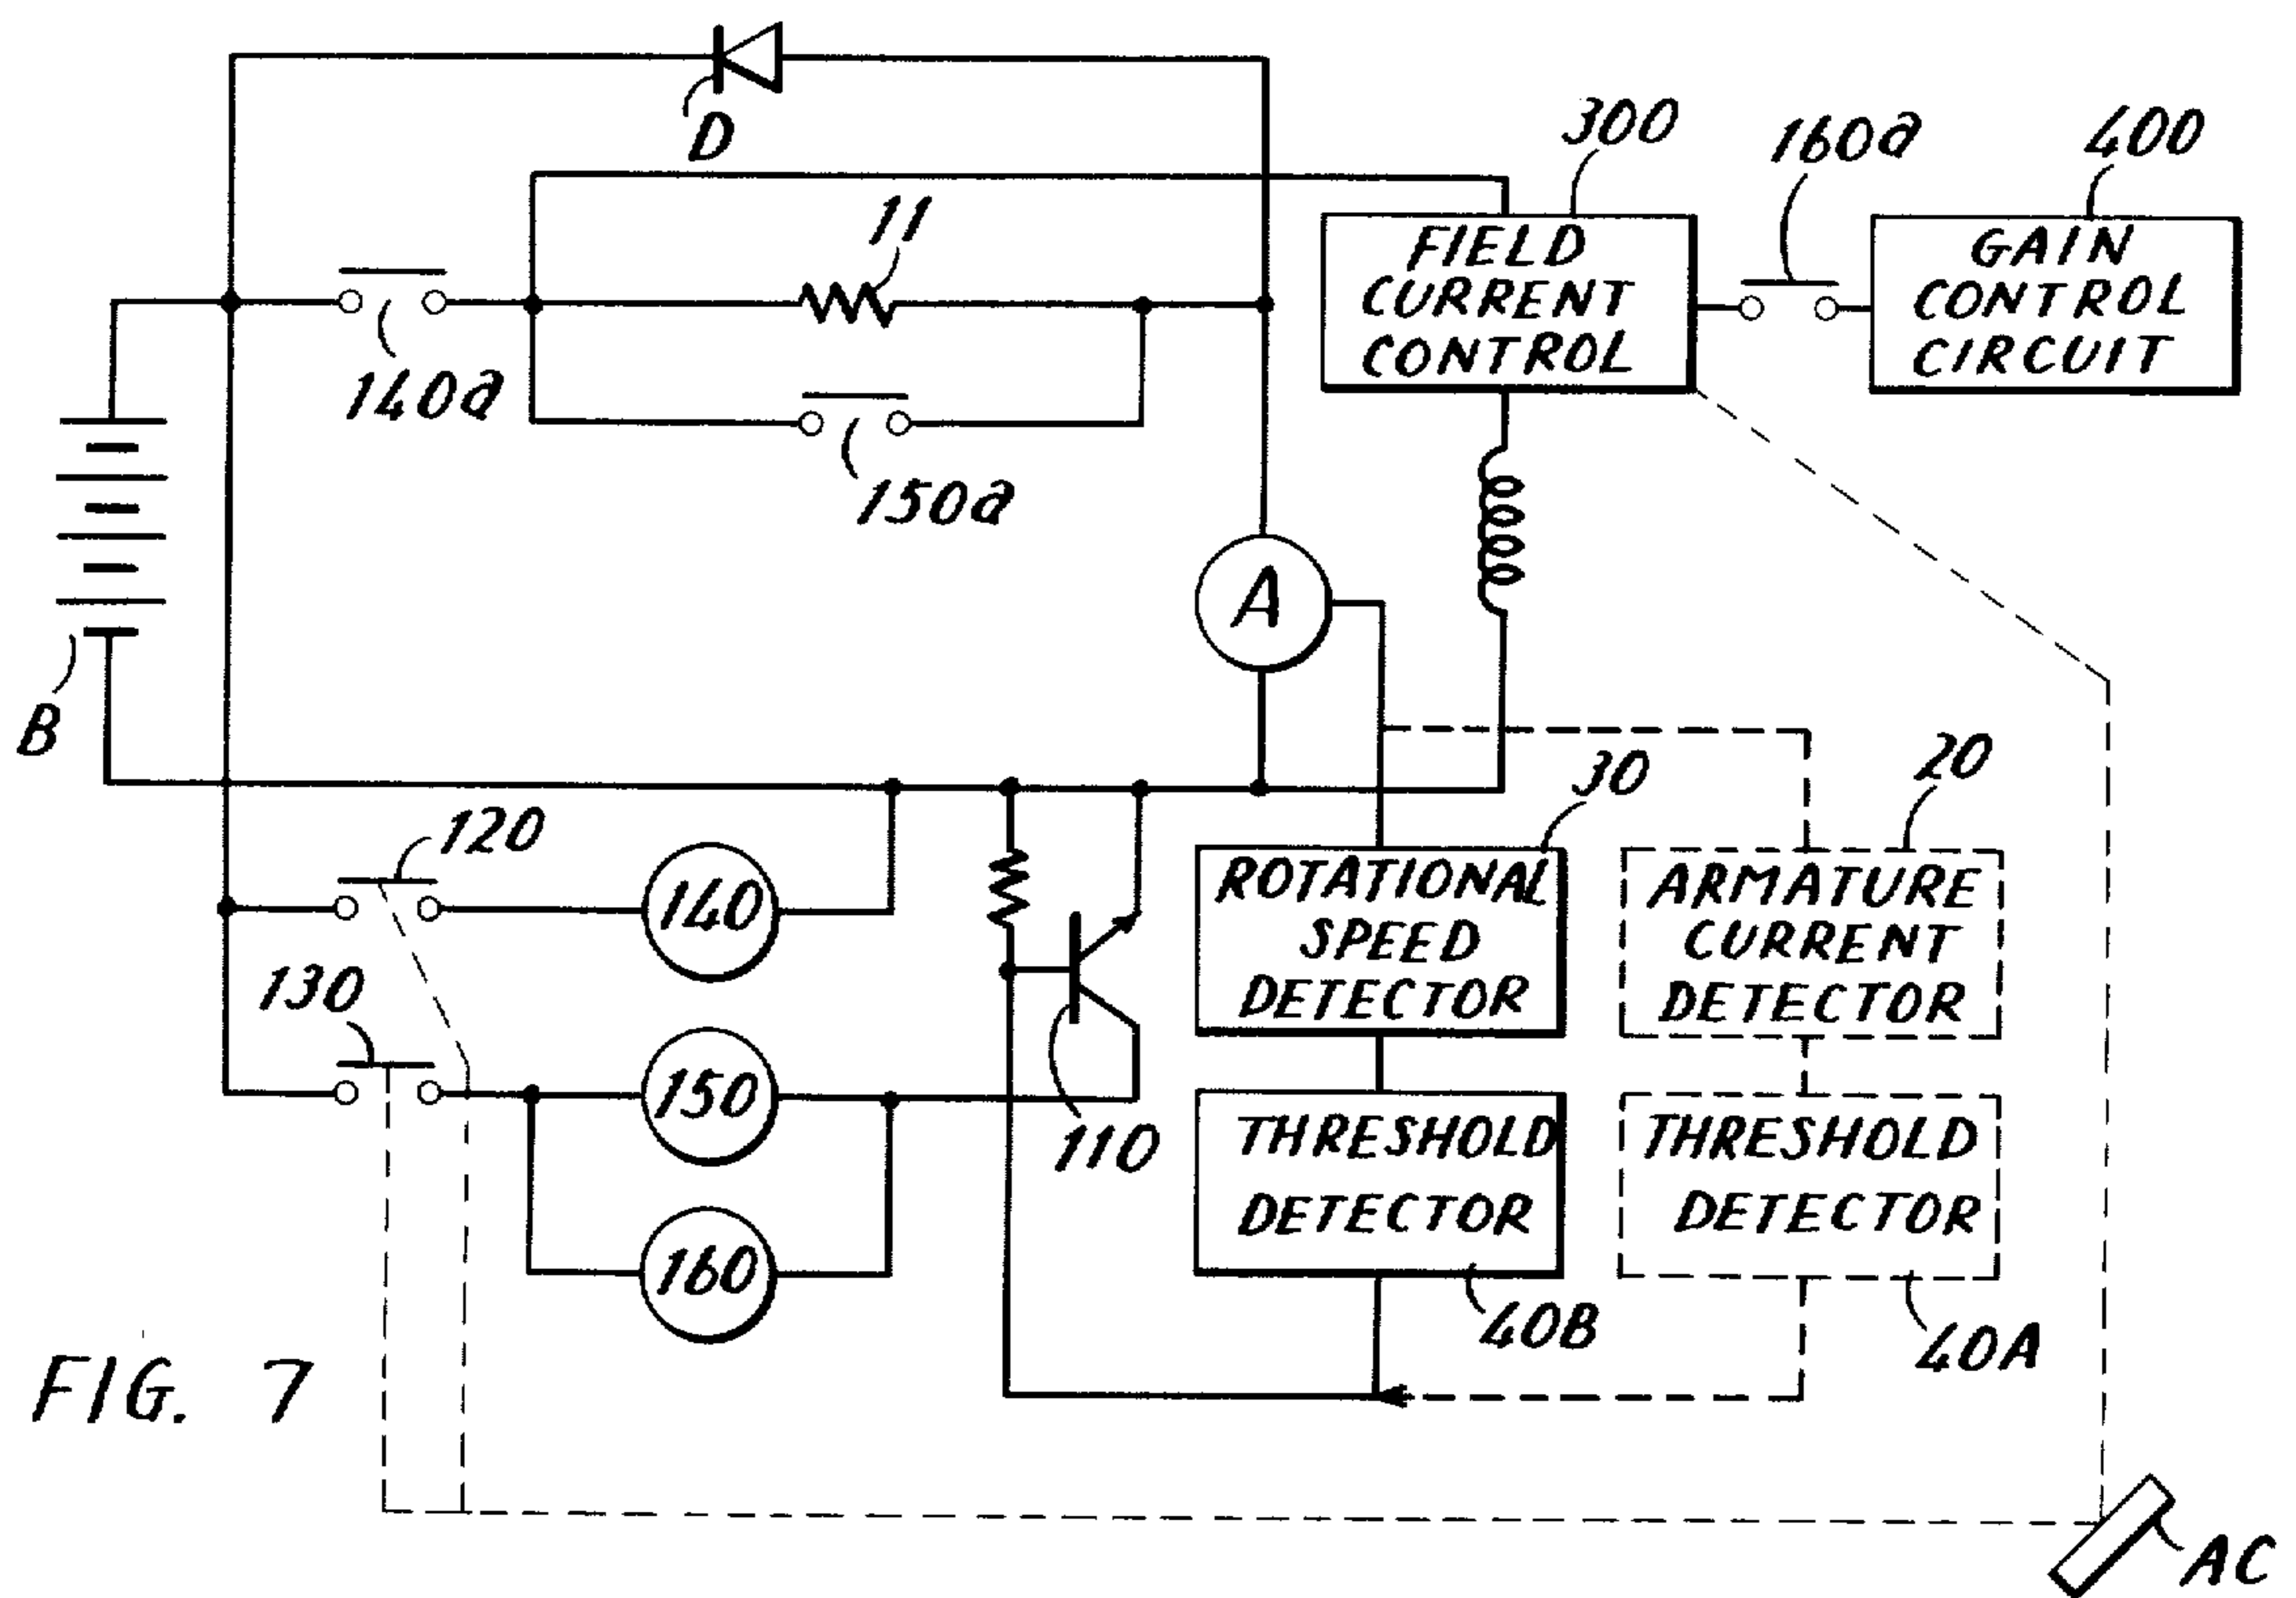 D
300
160a
400
11
FIELD
CURRENT
CONTROL
GAIN
CONTROL
CIRCUIT
140a
150a
A
B
20
30
120
ROTATIONAL
SPEED
DETECTOR
ARMATURE
CURRENT
DETECTOR
140
130
150
110
THRESHOLD
DETECTOR
THRESHOLD
DETECTOR
160
40B
40A
FIG. 7
AC